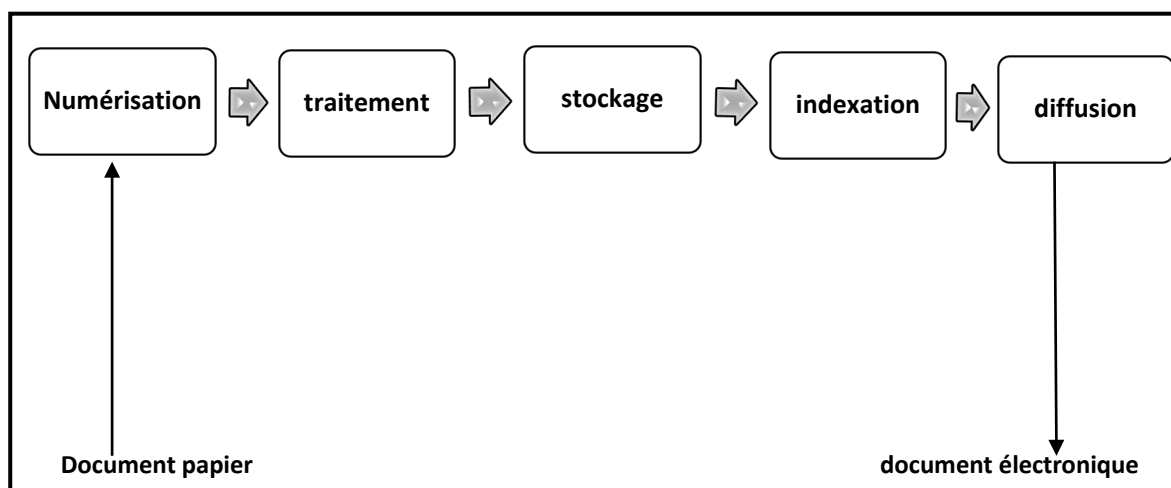 Numérisation
traitement
stockage
indexation
diffusion
Document papier
document électronique